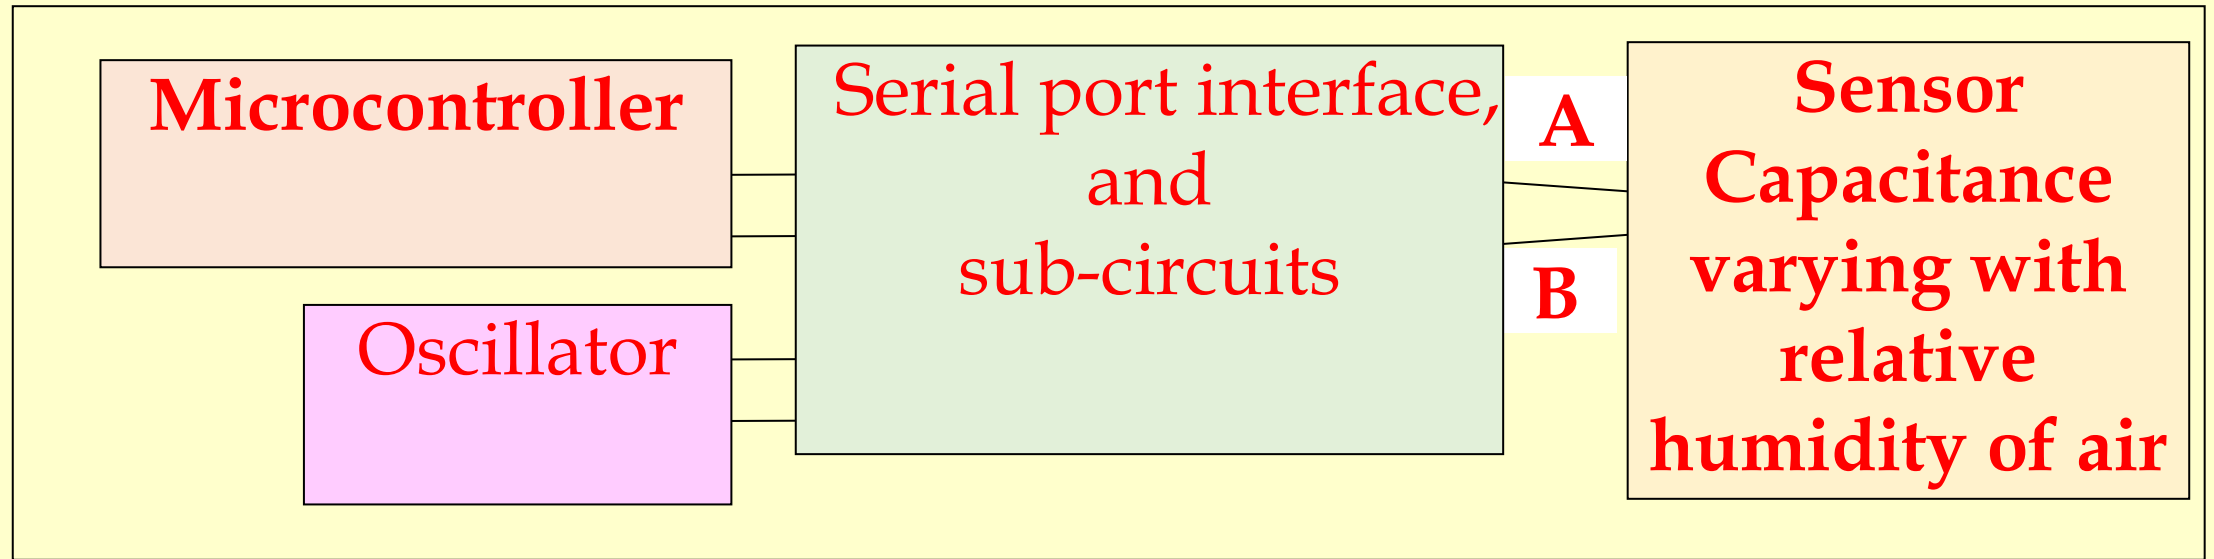 Microcontroller
Oscillator
Serial port interface,
and
sub-circuits
A
B
Sensor
Capacitance
varying with
relative
humidity of air